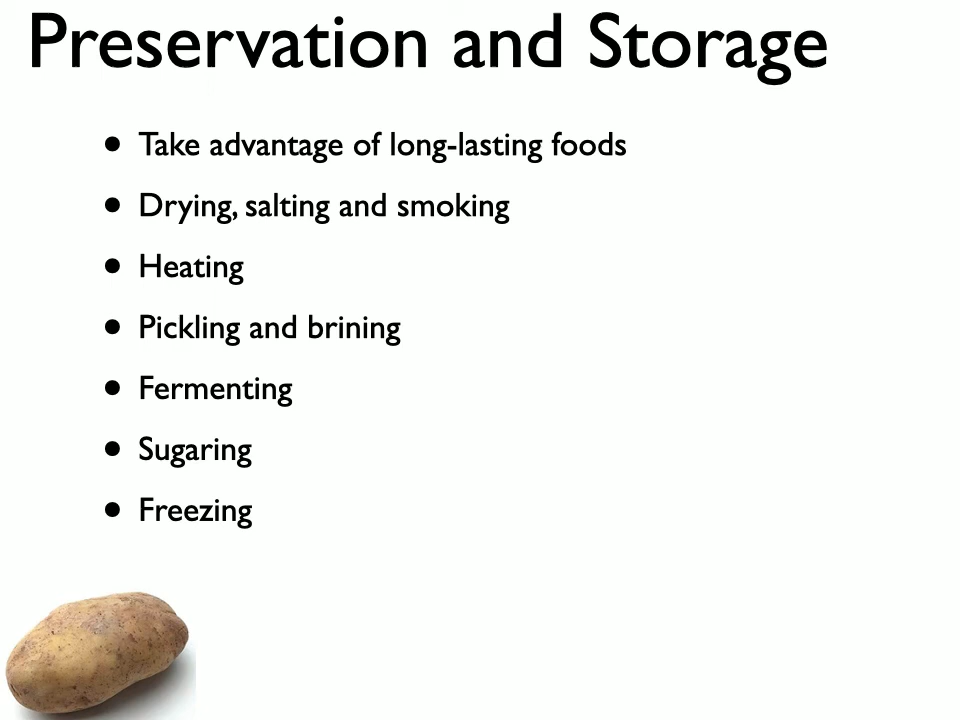 Preservation and Storage
• Take advantage of long-lasting foods
• Drying, salting and smoking
• Heating
• Pickling and brining
• Fermenting
• Sugaring
• Freezing